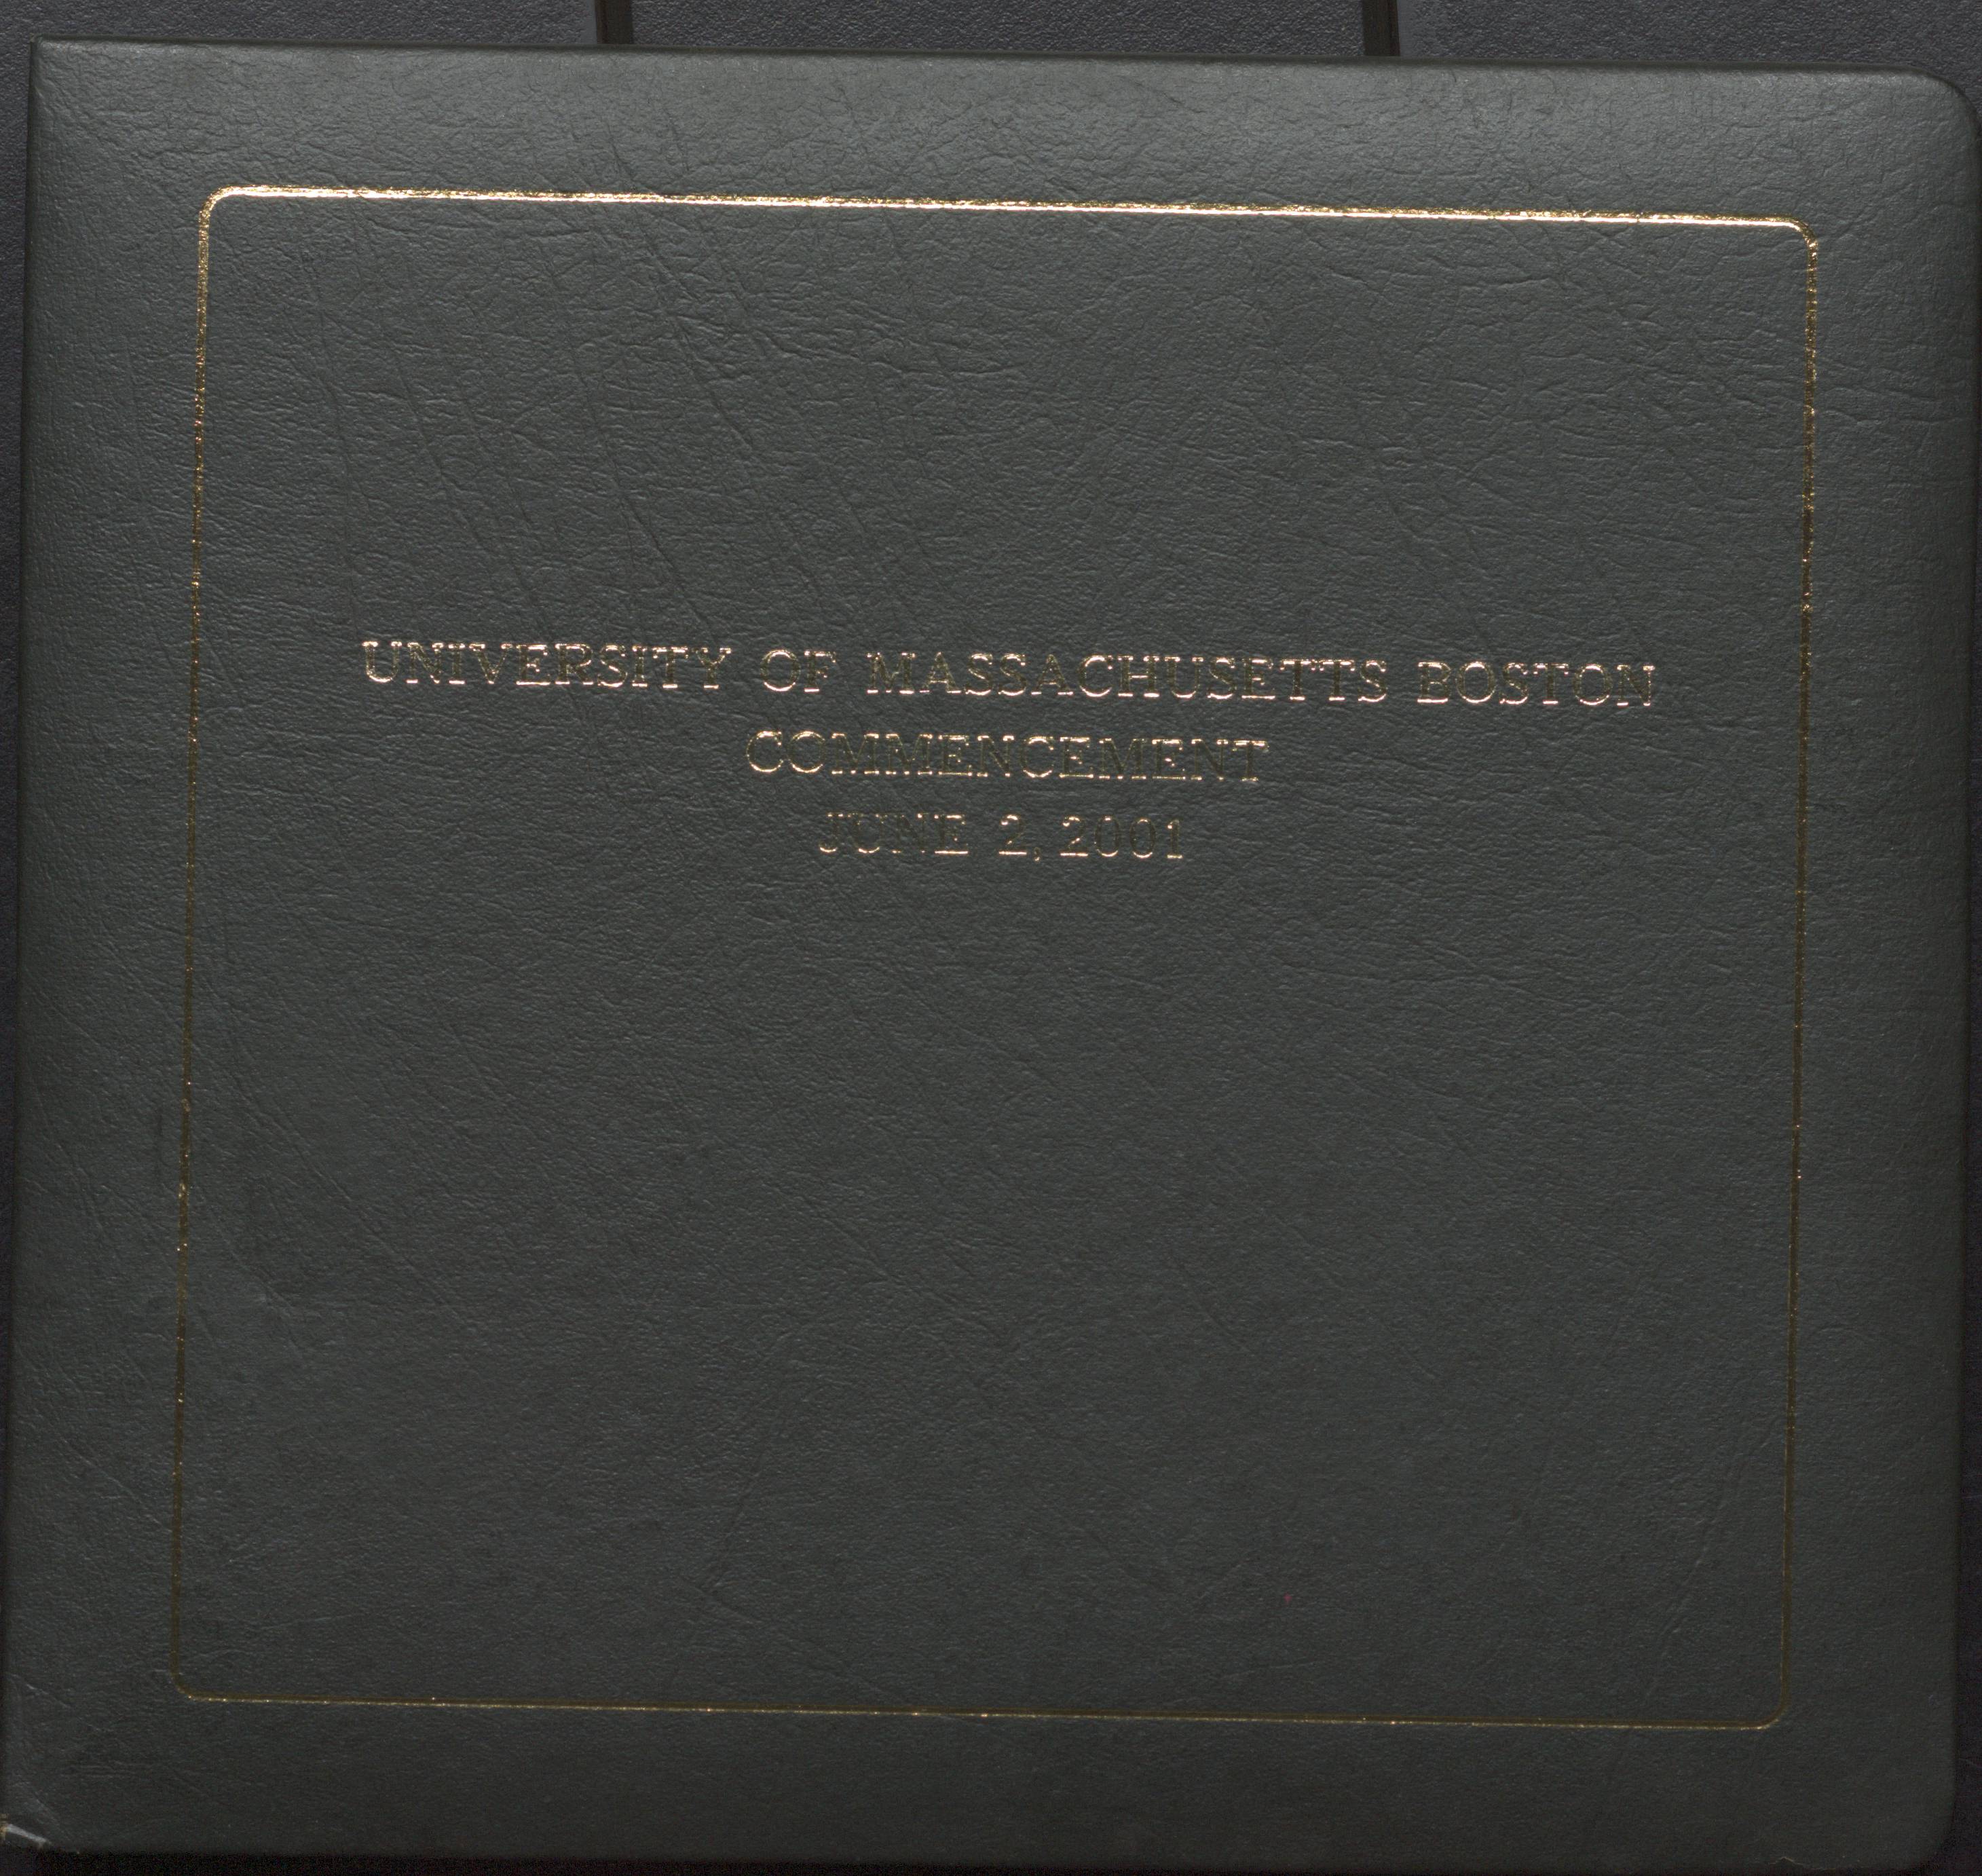 UNIVERSITY OF MASSACHUSETTS BOSTON
COMMENCEMENT
JUNE 2, 2001